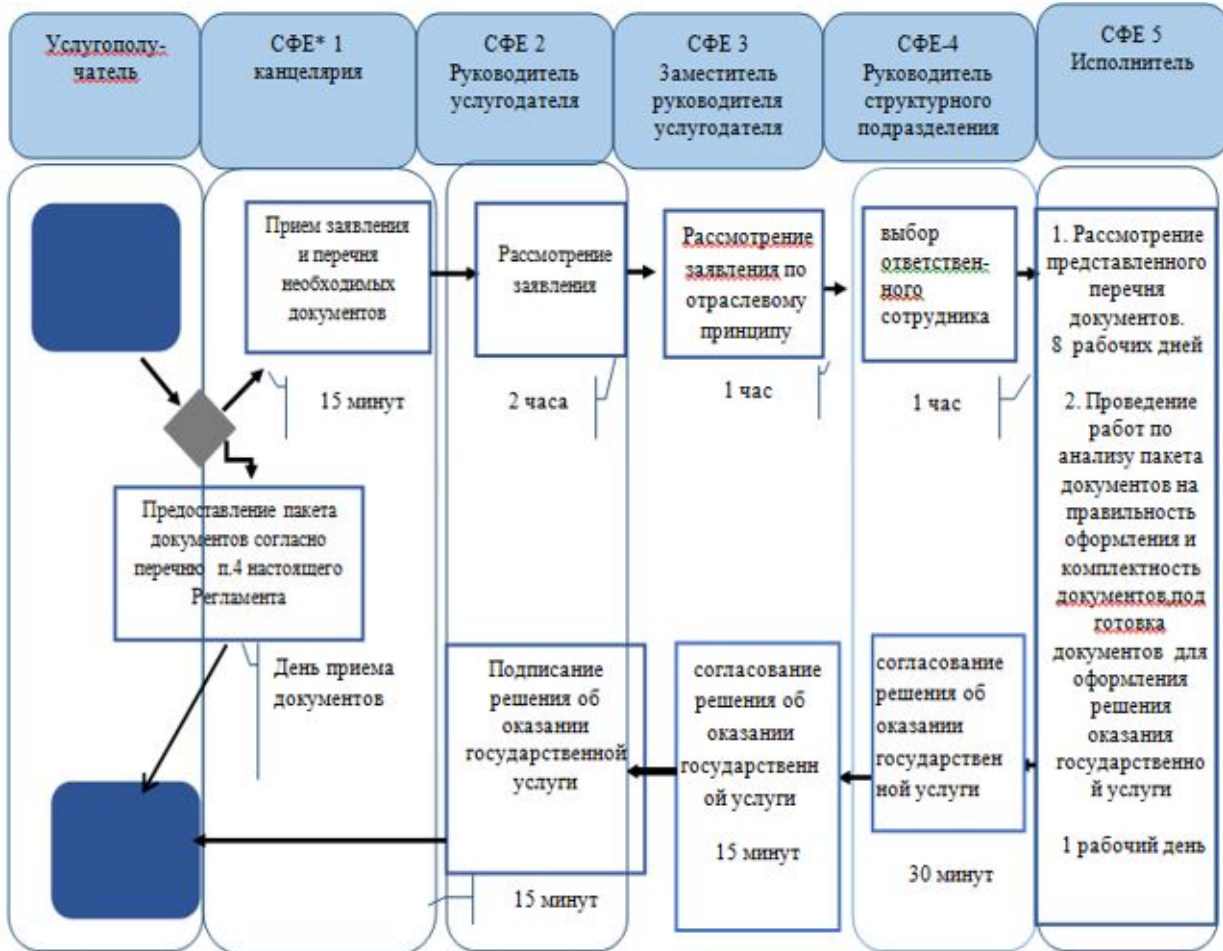 Услугополу-
чатель
СФЕ* 1
канцелярия
СФЕ 2
Руководитель
услугодателя
СФЕ 3
Заместитель
руководителя
услугодателя
СФЕ-4
Руководитель
структурного
подразделения
СФЕ 5
Исполнитель
Прием заявления
и перечня
необходимых
документов
15 минут
Рассмотрение
заявления
2 часа
Рассмотрение
заявления по
отраслевому
принципу
1 час
выбор
ответствен-
ного
сотрудника
1 час
1. Рассмотрение
представленного
перечня
документов.
8 рабочих дней
2. Проведение
работ по
анализу пакета
документов на
правильность
оформления и
комплектность
документов,под
готовка
документов для
оформления
решения
оказания
государственно
й услуги
1 рабочий день
Предоставление пакета
документов согласно
перечню п.4 настоящего
Регламента
День приема
документов
Подписание
решения об
оказании
государственной
услуги
15 минут
согласование
решения об
оказании
государственн
ой услуги
15 минут
согласование
решения об
оказании
государствен
ной услуги
30 минут